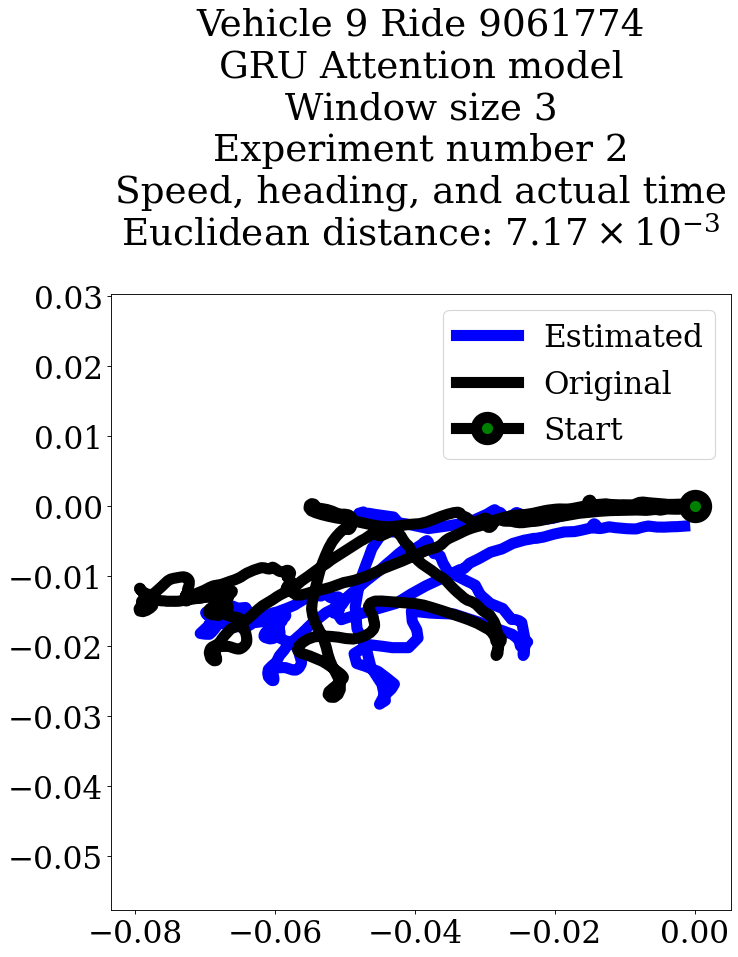 Vehicle 9 Ride 9061774
GRU Attention model
Window size 3
Experiment number 2
Speed, heading, and actual time
Euclidean distance: 7.17 × 10⁻³
Estimated
Original
Start
0.03
0.02
0.01
0.00
−0.01
−0.02
−0.03
−0.04
−0.05
−0.08 −0.06 −0.04 −0.02 0.00